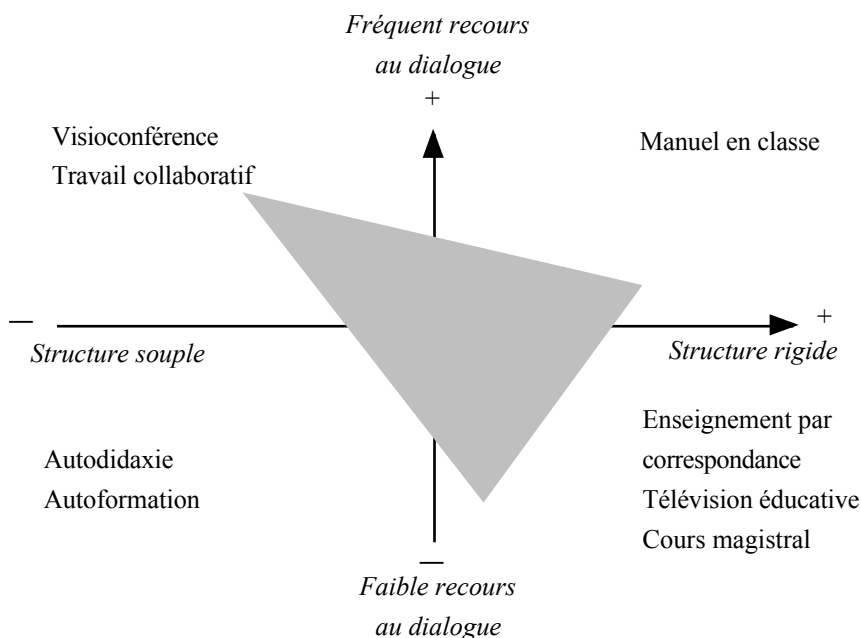 Fréquent recours
au dialogue
+
Visioconférence
Travail collaboratif
Manuel en classe
— +
Structure souple
Structure rigide
Autodidaxie
Autoformation
Enseignement par
correspondance
Télévision éducative
Cours magistral
—
Faible recours
au dialogue